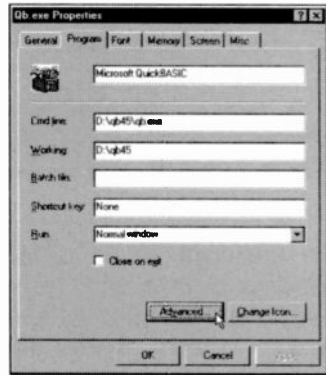 Qb.exe Properties
General Program Font Memory Screen Misc
Microsoft QuickBASIC
Cmd line: D:\qb45\qb.exe
Working: D:\qb45
Batch file:
Shortcut key: None
Run: Normal window
Close on exit
Advanced... Change Icon...
OK Cancel Apply